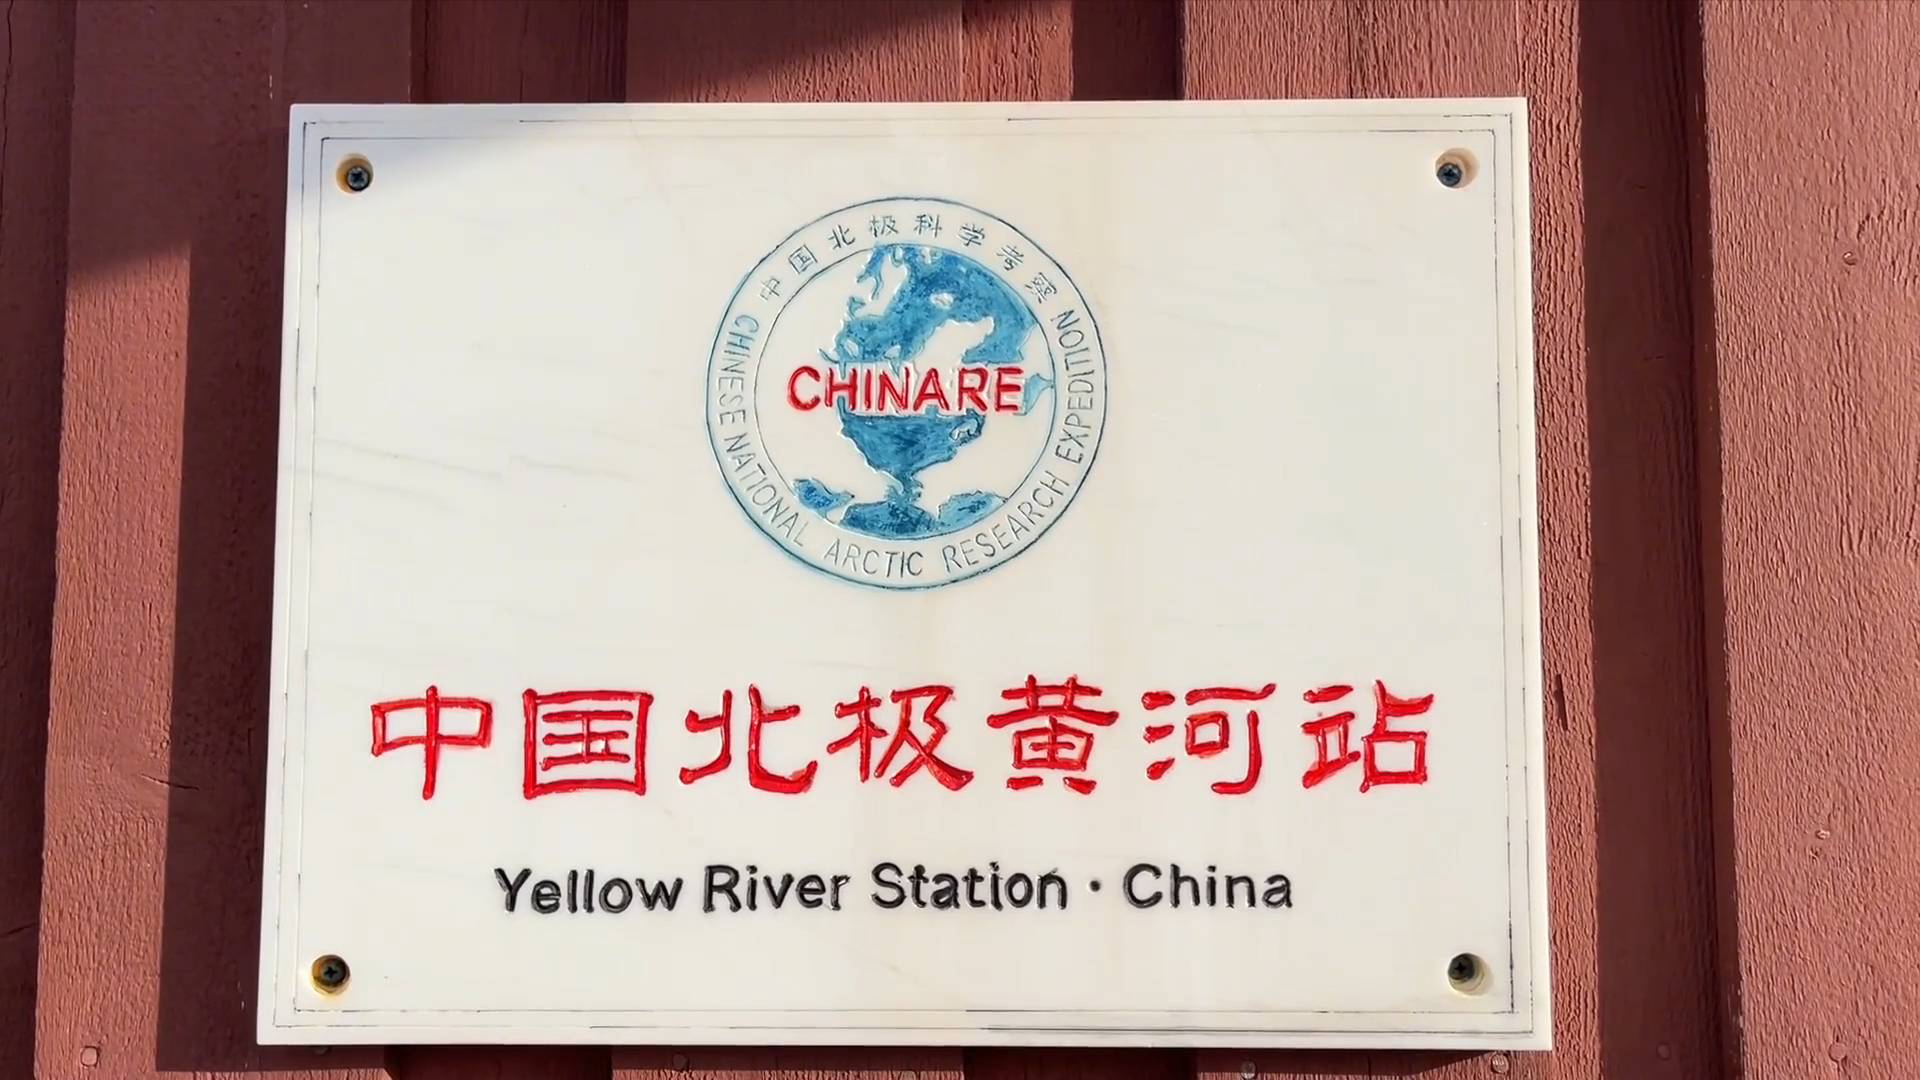 中国北极科学考察
CHINESE NATIONAL ARCTIC RESEARCH EXPEDITION
CHINARE
中国北极黄河站
Yellow River Station · China